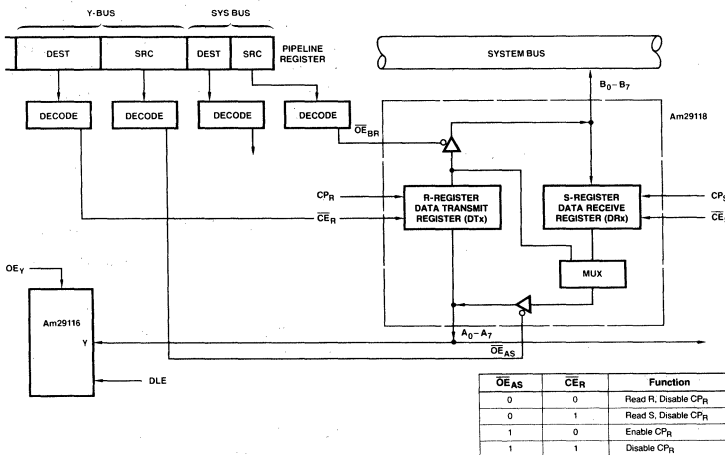 Y-BUS
SYS BUS
DEST
SRC
DEST
SRC
PIPELINE
REGISTER
SYSTEM BUS
B0–B7
Am29118
DECODE
DECODE
DECODE
DECODE
OEBR
CPR
CER
R-REGISTER
DATA TRANSMIT
REGISTER (DTx)
S-REGISTER
DATA RECEIVE
REGISTER (DRx)
CPS
CE
MUX
OEY
Am29116
Y
A0–A7
OEAS
DLE
OEAS CER Function
0 0 Read R, Disable CPR
0 1 Read S, Disable CPR
1 0 Enable CPR
1 1 Disable CPR